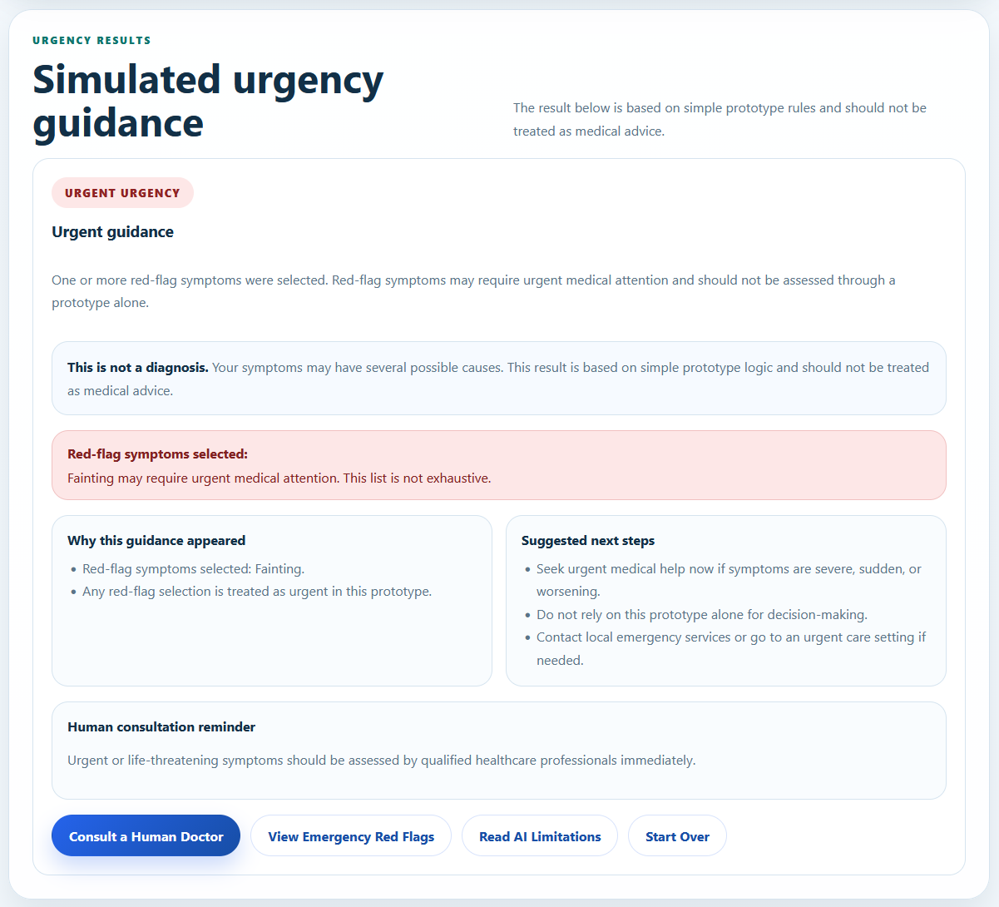 URGENCY RESULTS
Simulated urgency
guidance
The result below is based on simple prototype rules and should not be
treated as medical advice.
URGENT URGENCY
Urgent guidance
One or more red-flag symptoms were selected. Red-flag symptoms may require urgent medical attention and should not be assessed through a
prototype alone.
This is not a diagnosis. Your symptoms may have several possible causes. This result is based on simple prototype logic and should not be treated
as medical advice.
Red-flag symptoms selected:
Fainting may require urgent medical attention. This list is not exhaustive.
Why this guidance appeared
• Red-flag symptoms selected: Fainting.
• Any red-flag selection is treated as urgent in this prototype.
Suggested next steps
• Seek urgent medical help now if symptoms are severe, sudden, or
worsening.
• Do not rely on this prototype alone for decision-making.
• Contact local emergency services or go to an urgent care setting if
needed.
Human consultation reminder
Urgent or life-threatening symptoms should be assessed by qualified healthcare professionals immediately.
Consult a Human Doctor
View Emergency Red Flags
Read AI Limitations
Start Over